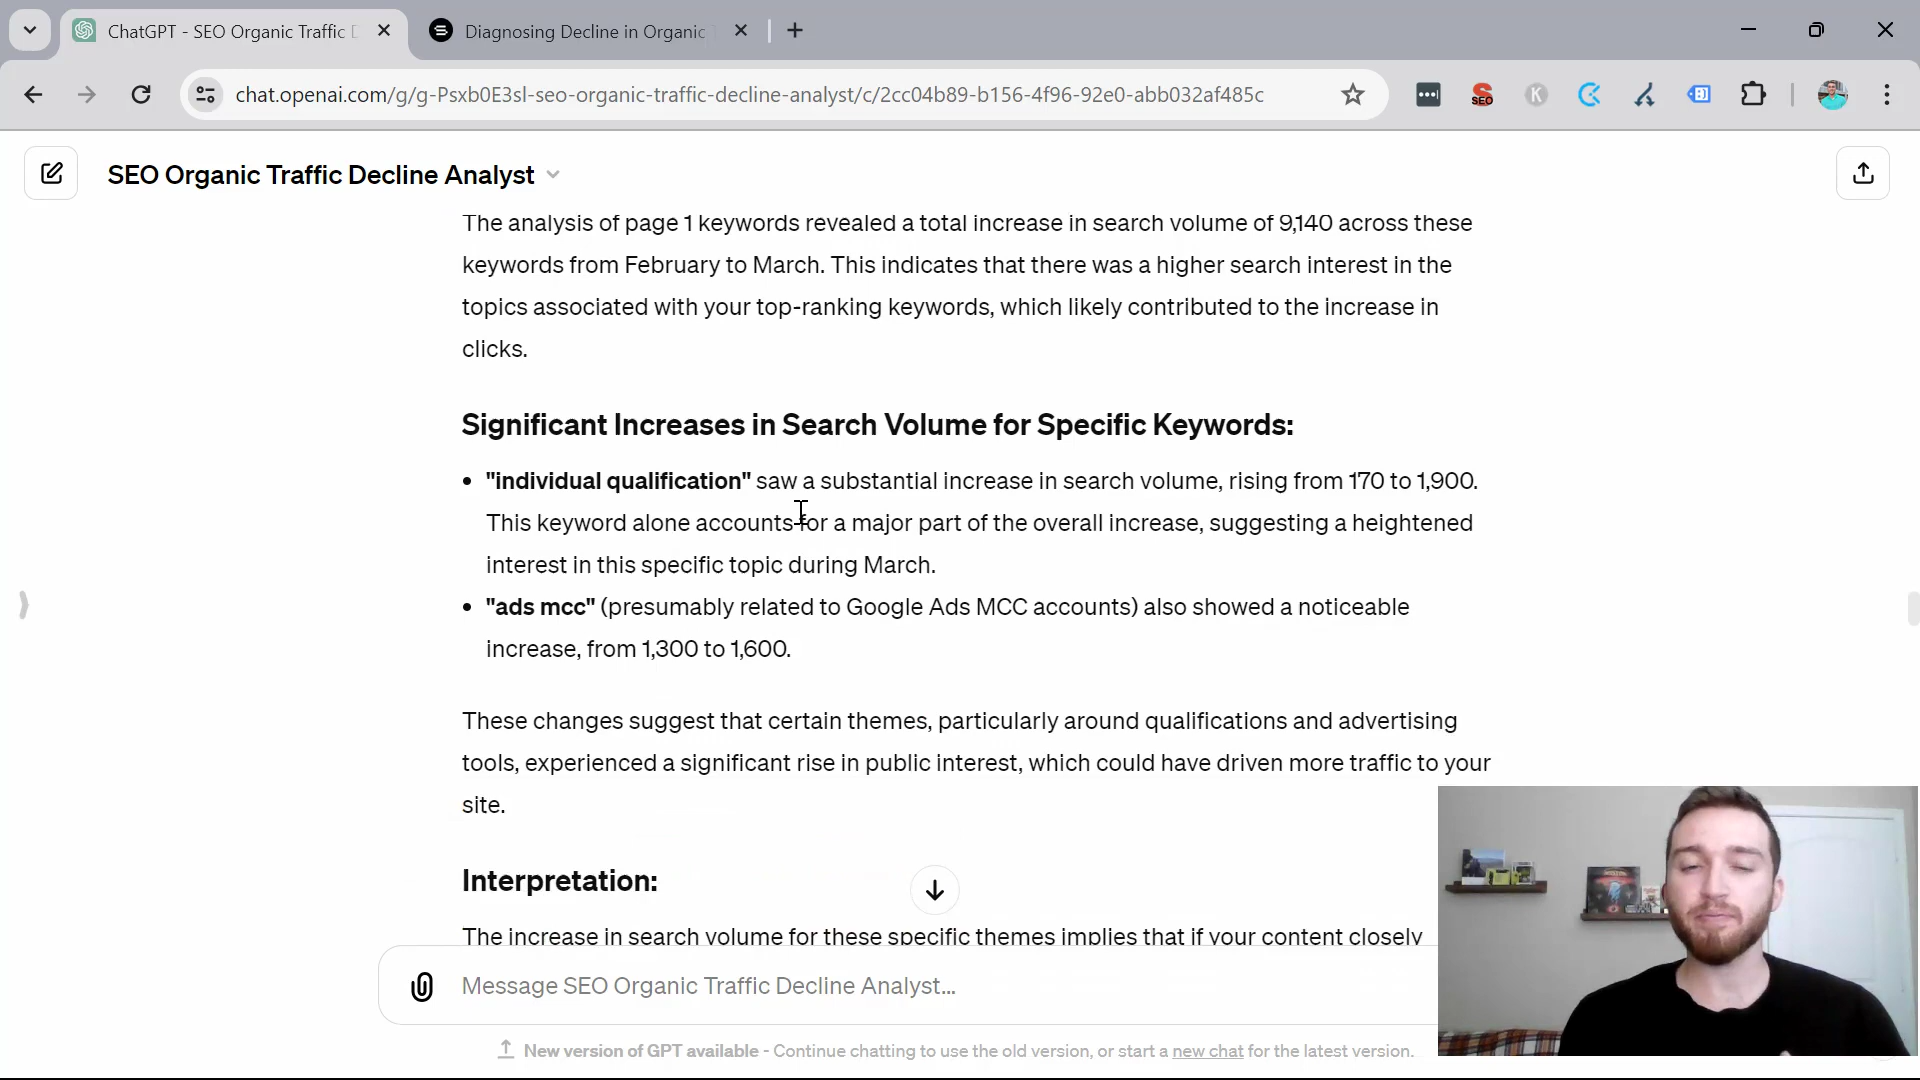 ChatGPT - SEO Organic Traffic D
Diagnosing Decline in Organic T
chat.openai.com/g/g-Psxb0E3sl-seo-organic-traffic-decline-analyst/c/2cc04b89-b156-4f96-92e0-abb032af485c
SEO
K
SEO Organic Traffic Decline Analyst
The analysis of page 1 keywords revealed a total increase in search volume of 9,140 across these
keywords from February to March. This indicates that there was a higher search interest in the
topics associated with your top-ranking keywords, which likely contributed to the increase in
clicks.
Significant Increases in Search Volume for Specific Keywords:
• "individual qualification" saw a substantial increase in search volume, rising from 170 to 1,900.
This keyword alone accounts for a major part of the overall increase, suggesting a heightened
interest in this specific topic during March.
• "ads mcc" (presumably related to Google Ads MCC accounts) also showed a noticeable
increase, from 1,300 to 1,600.
These changes suggest that certain themes, particularly around qualifications and advertising
tools, experienced a significant rise in public interest, which could have driven more traffic to your
site.
Interpretation:
The increase in search volume for these specific themes implies that if your content closely
Message SEO Organic Traffic Decline Analyst...
New version of GPT available - Continue chatting to use the old version, or start a new chat for the latest version.